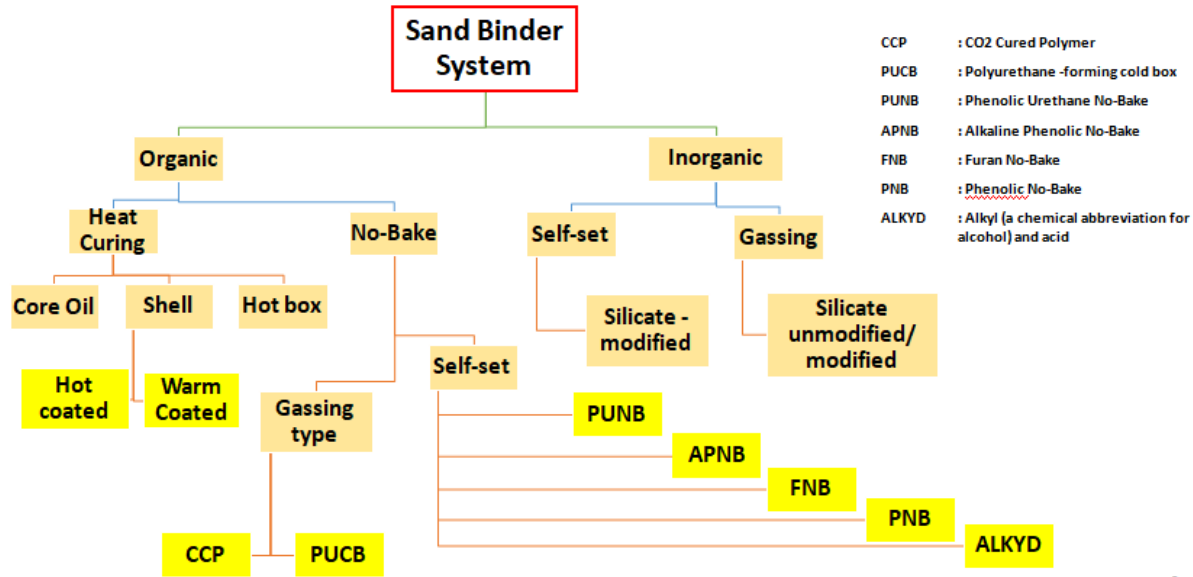 Sand Binder
System
Organic
Inorganic
Heat
Curing
No-Bake
Self-set
Gassing
Core Oil
Shell
Hot box
Silicate -
modified
Silicate
unmodified/
modified
Hot
coated
Warm
Coated
Self-set
Gassing
type
PUNB
APNB
FNB
PNB
ALKYD
CCP
PUCB
CCP : CO2 Cured Polymer
PUCB : Polyurethane -forming cold box
PUNB : Phenolic Urethane No-Bake
APNB : Alkaline Phenolic No-Bake
FNB : Furan No-Bake
PNB : Phenolic No-Bake
ALKYD : Alkyl (a chemical abbreviation for
alcohol) and acid